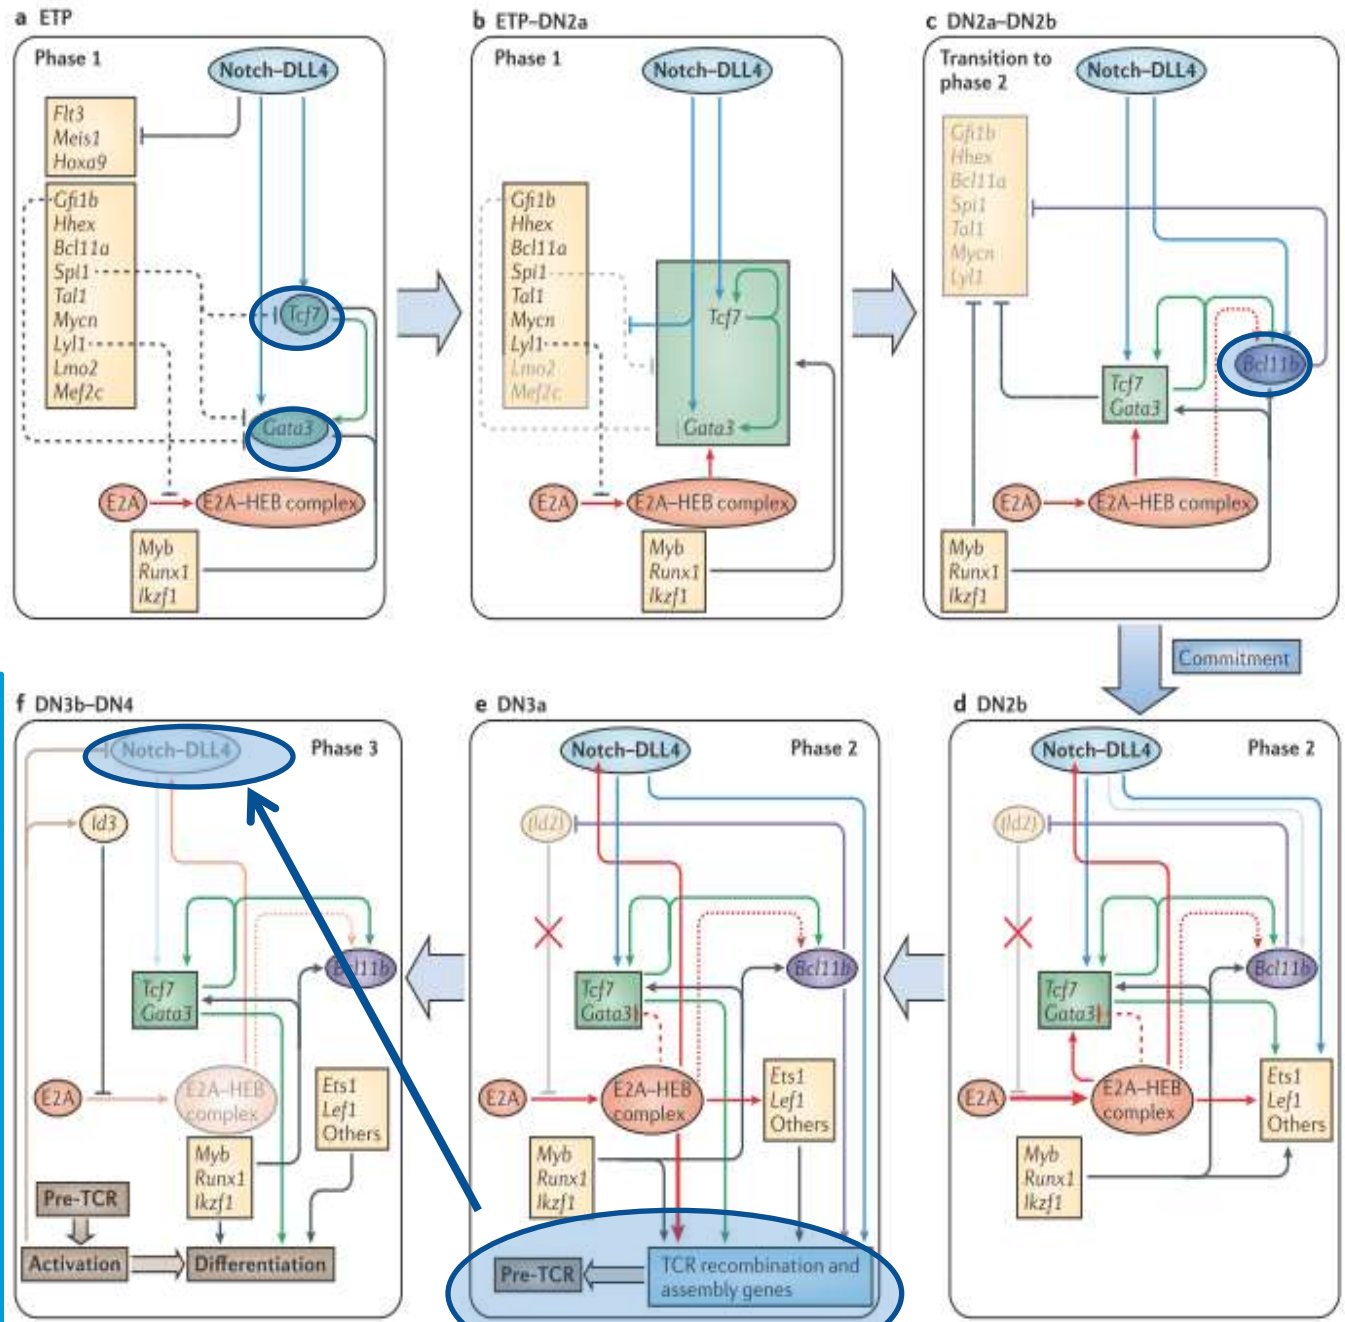 a ETP
Phase 1
Notch–DLL4
Flt3
Meis1
Hoxa9
Gfi1b
Hhex
Bcl11a
Spi1
Tal1
Mycn
Lyl1
Lmo2
Mef2c
Tcf7
Gata3
E2A
E2A–HEB complex
Myb
Runx1
Ikzf1
b ETP–DN2a
Phase 1
Notch–DLL4
Gfi1b
Hhex
Bcl11a
Spi1
Tal1
Mycn
Lyl1
Lmo2
Mef2c
Tcf7
Gata3
E2A
E2A–HEB complex
Myb
Runx1
Ikzf1
c DN2a–DN2b
Transition to
phase 2
Notch–DLL4
Gfi1b
Hhex
Bcl11a
Spi1
Tal1
Mycn
Lyl1
Bcl11b
Tcf7
Gata3
E2A
E2A–HEB complex
Myb
Runx1
Ikzf1
Commitment
f DN3b–DN4
Notch–DLL4
Phase 3
Id3
Bcl11b
Tcf7
Gata3
E2A
E2A–HEB
complex
Ets1
Lef1
Others
Myb
Runx1
Ikzf1
Pre-TCR
Activation
Differentiation
e DN3a
Notch–DLL4
Phase 2
(Id2)
Bcl11b
Tcf7
Gata3
E2A
E2A–HEB
complex
Ets1
Lef1
Others
Myb
Runx1
Ikzf1
Pre-TCR
TCR recombination and
assembly genes
d DN2b
Notch–DLL4
Phase 2
(Id2)
Bcl11b
Tcf7
Gata3
E2A
E2A–HEB
complex
Ets1
Lef1
Others
Myb
Runx1
Ikzf1